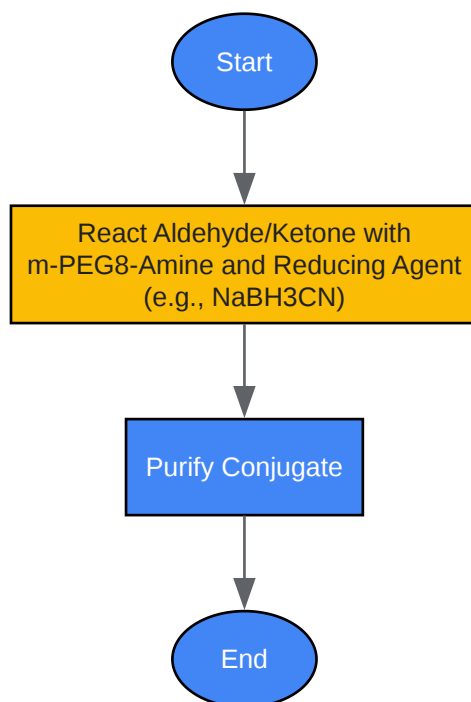 Start
React Aldehyde/Ketone with
m-PEG8-Amine and Reducing Agent
(e.g., NaBH3CN)
Purify Conjugate
End